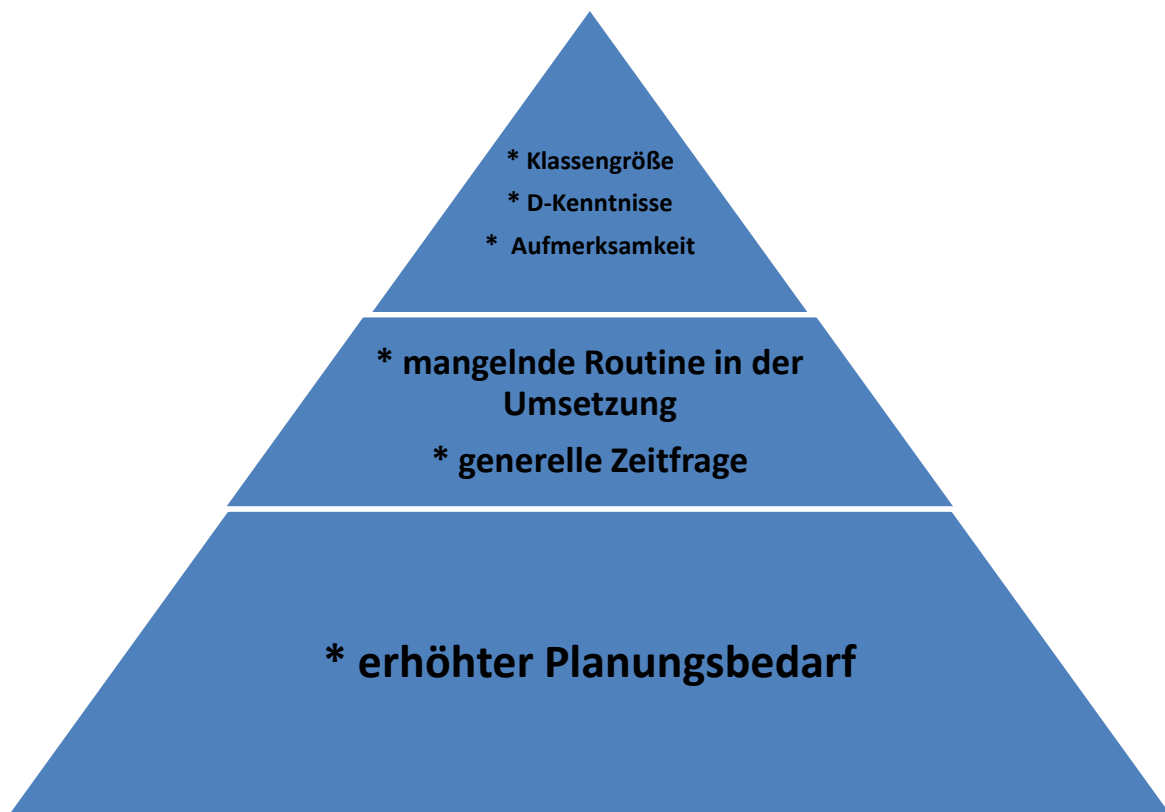 * Klassengröße
* D-Kenntnisse
* Aufmerksamkeit
* mangelnde Routine in der
Umsetzung
* generelle Zeitfrage
* erhöhter Planungsbedarf